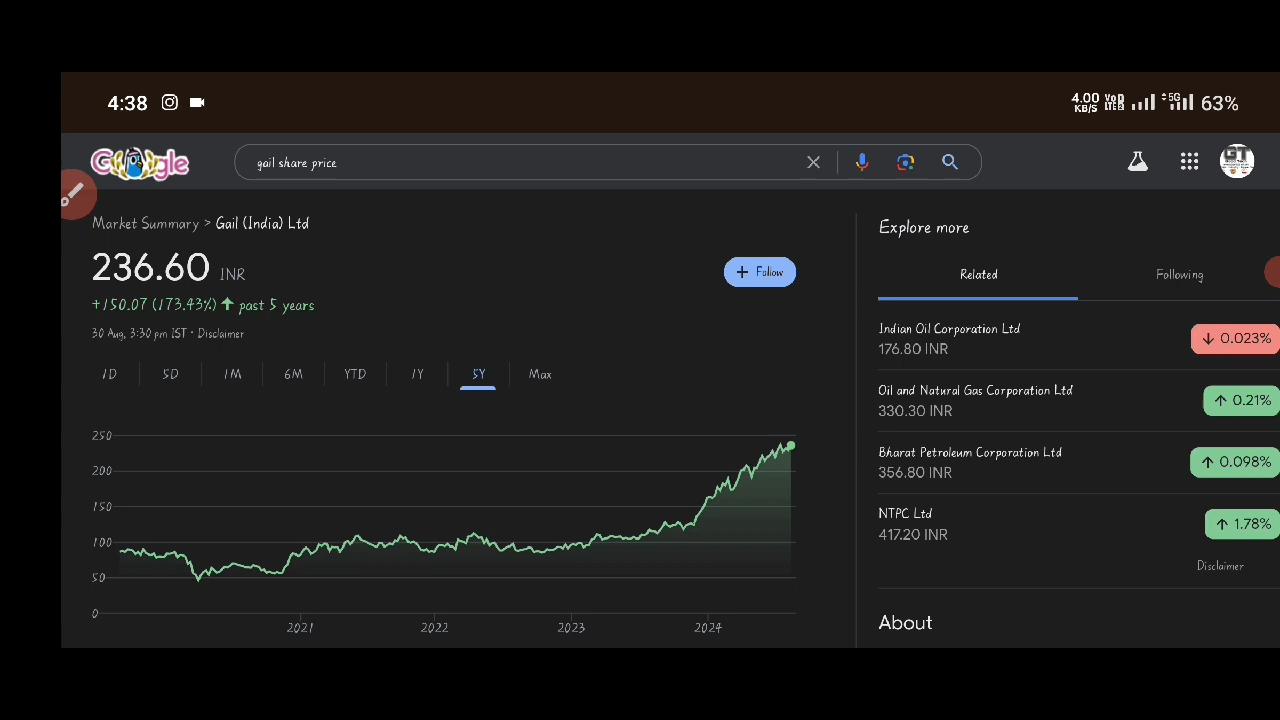 4:38
4.00 KB/S VoD LTE2 5G 63%
Google
gail share price
Market Summary > Gail (India) Ltd
236.60 INR
Follow
+150.07 (173.43%) ↑ past 5 years
30 Aug, 3:30 pm IST • Disclaimer
1D 5D 1M 6M YTD 1Y 5Y Max
250
200
150
100
50
0
2021 2022 2023 2024
Explore more
Related Following
Indian Oil Corporation Ltd
176.80 INR
↓ 0.023%
Oil and Natural Gas Corporation Ltd
330.30 INR
↑ 0.21%
Bharat Petroleum Corporation Ltd
356.80 INR
↑ 0.098%
NTPC Ltd
417.20 INR
↑ 1.78%
Disclaimer
About